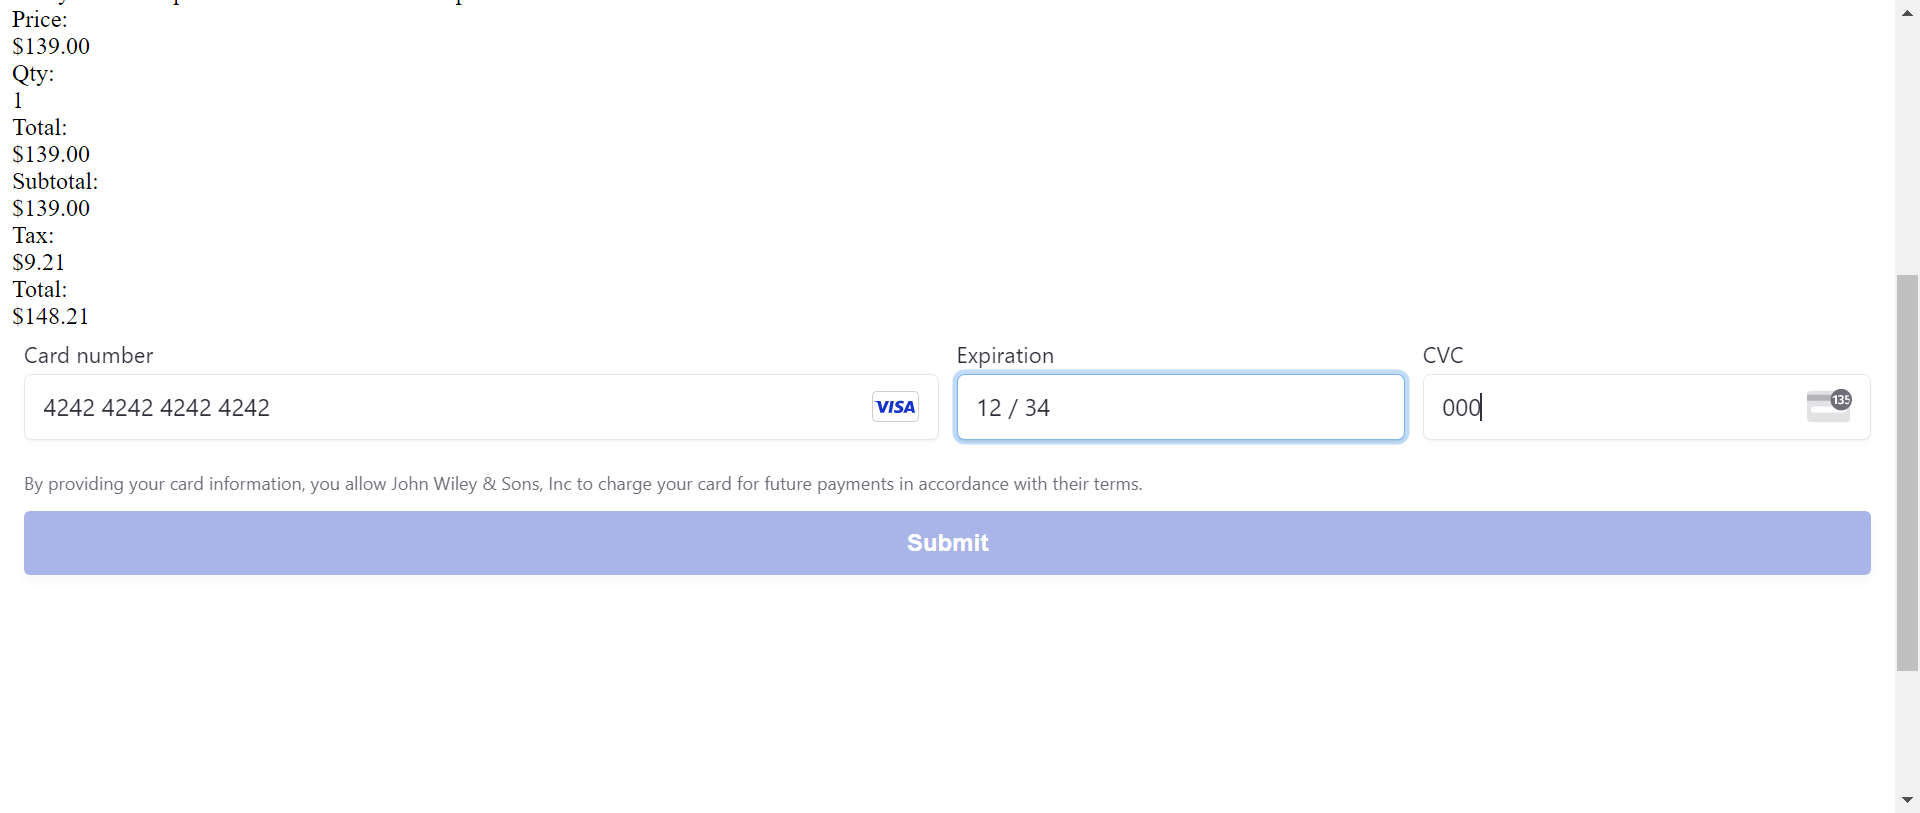 Price:
$139.00
Qty:
1
Total:
$139.00
Subtotal:
$139.00
Tax:
$9.21
Total:
$148.21
Card number Expiration CVC
4242 4242 4242 4242 VISA 12 / 34 000 135
By providing your card information, you allow John Wiley & Sons, Inc to charge your card for future payments in accordance with their terms.
Submit